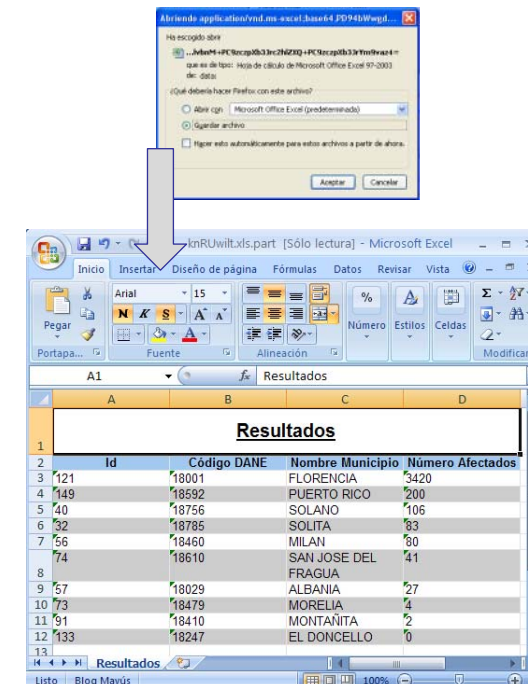 Abriendo application/vnd.ms-excel;base64,PD94bWwgd...
Ha escogido abrir
que es de tipo: Hoja de cálculo de Microsoft Office Excel 97-2003
de: data:
¿Qué debería hacer Firefox con este archivo?
Abrir con Microsoft Office Excel (predeterminada)
Guardar archivo
Hacer esto automáticamente para estos archivos a partir de ahora.
Aceptar Cancelar
knRUwilt.xls.part [Sólo lectura] - Microsoft Excel
Inicio Insertar Diseño de página Fórmulas Datos Revisar Vista
Arial 15
Pegar N K S A A Número Estilos Celdas
Portapa... Fuente Alineación Modificar
A1 fx Resultados
A B C D
1 Resultados
2 Id Código DANE Nombre Municipio Número Afectados
3 121 18001 FLORENCIA 3420
4 149 18592 PUERTO RICO 200
5 40 18756 SOLANO 106
6 32 18785 SOLITA 83
7 56 18460 MILAN 80
8 74 18610 SAN JOSE DEL 41
FRAGUA
9 57 18029 ALBANIA 27
10 73 18479 MORELIA 4
11 91 18410 MONTAÑITA 2
12 133 18247 EL DONCELLO 0
13
Resultados
Listo Bloq Mayús 100%